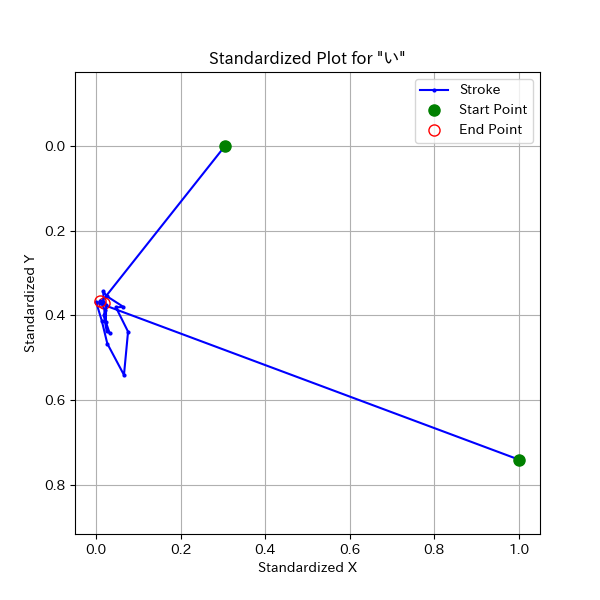 Standardized Plot for "い"
Stroke
Start Point
End Point
Standardized Y
0.0
0.2
0.4
0.6
0.8
0.0 0.2 0.4 0.6 0.8 1.0
Standardized X